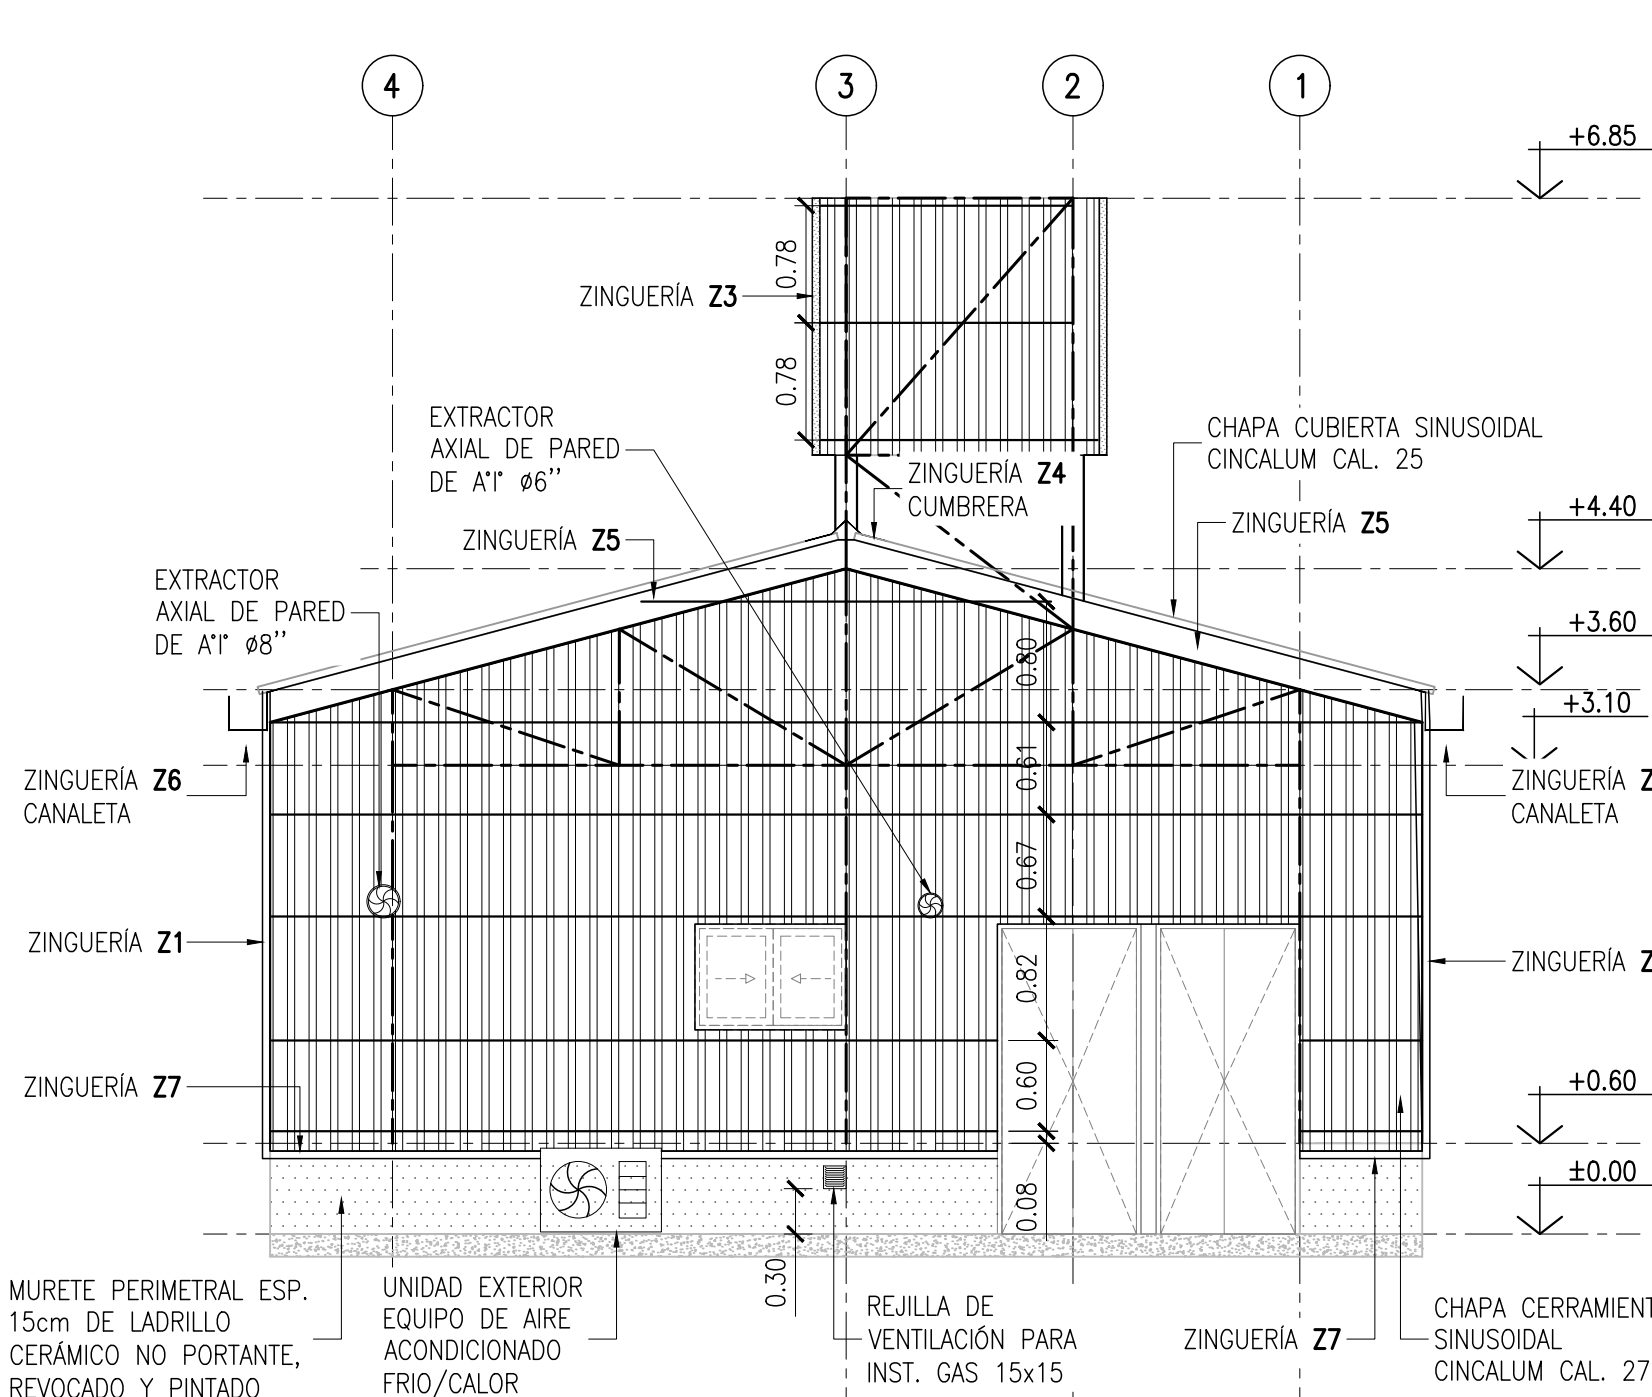 4
3
2
1
+6.85
0.78
ZINGUERÍA Z3
0.78
EXTRACTOR
AXIAL DE PARED
DE A°I° ø6''
CHAPA CUBIERTA SINUSOIDAL
CINCALUM CAL. 25
ZINGUERÍA Z4
CUMBRERA
+4.40
ZINGUERÍA Z5
ZINGUERÍA Z5
EXTRACTOR
AXIAL DE PARED
DE A°I° ø8''
+3.60
0.80
+3.10
0.61
ZINGUERÍA Z6
CANALETA
ZINGUERÍA Z
CANALETA
0.67
ZINGUERÍA Z1
ZINGUERÍA Z
0.82
ZINGUERÍA Z7
0.60
+0.60
±0.00
0.08
0.30
MURETE PERIMETRAL ESP.
15cm DE LADRILLO
CERÁMICO NO PORTANTE,
REVOCADO Y PINTADO
UNIDAD EXTERIOR
EQUIPO DE AIRE
ACONDICIONADO
FRIO/CALOR
REJILLA DE
VENTILACIÓN PARA
INST. GAS 15x15
ZINGUERÍA Z7
CHAPA CERRAMIENT
SINUSOIDAL
CINCALUM CAL. 27